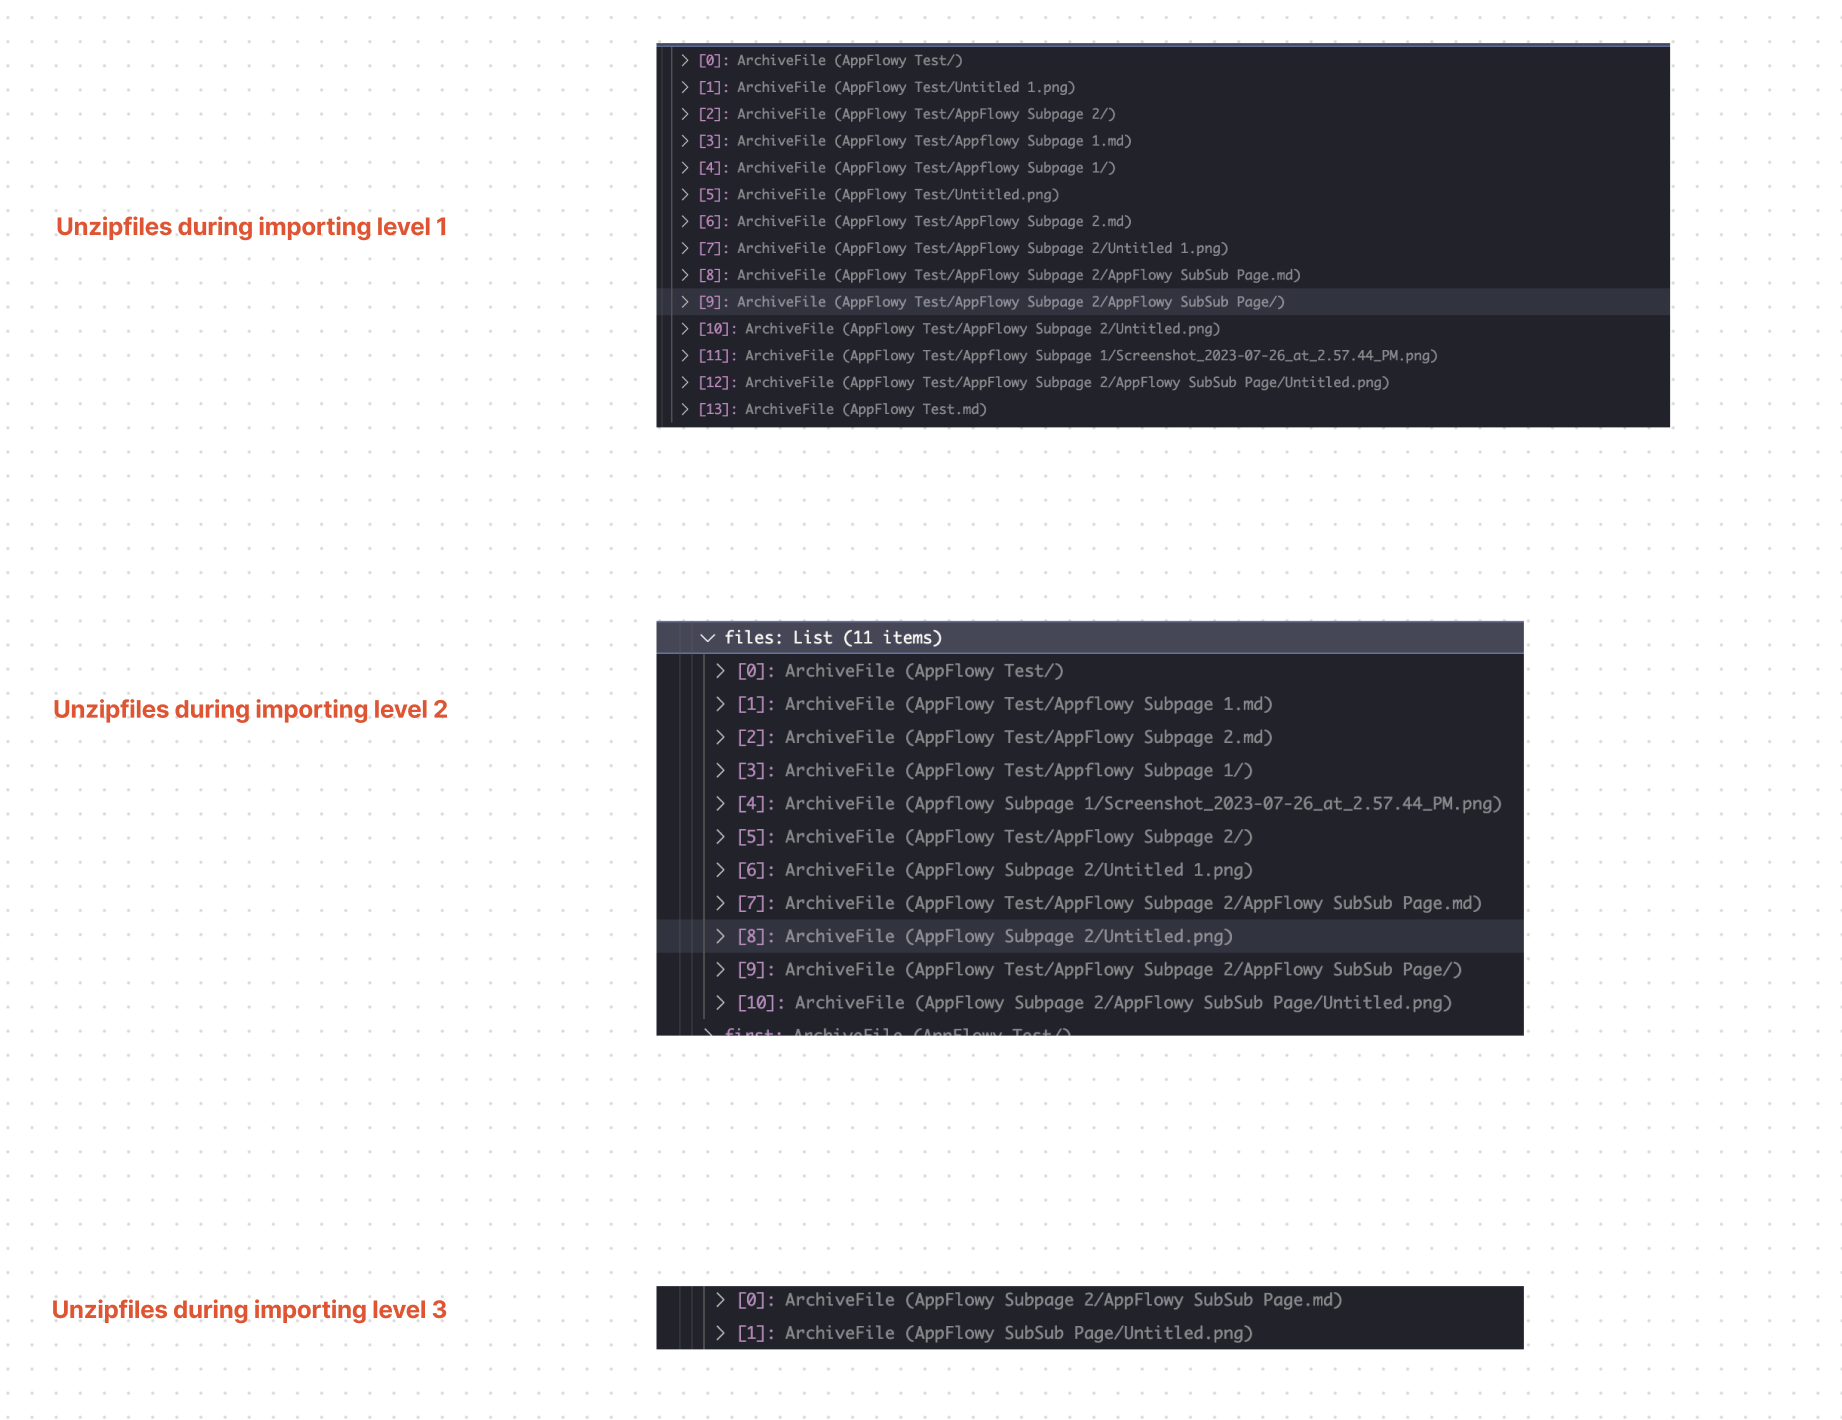 Unzipfiles during importing level 1
[0]: ArchiveFile (AppFlowy Test/)
[1]: ArchiveFile (AppFlowy Test/Untitled 1.png)
[2]: ArchiveFile (AppFlowy Test/AppFlowy Subpage 2/)
[3]: ArchiveFile (AppFlowy Test/Appflowy Subpage 1.md)
[4]: ArchiveFile (AppFlowy Test/Appflowy Subpage 1/)
[5]: ArchiveFile (AppFlowy Test/Untitled.png)
[6]: ArchiveFile (AppFlowy Test/AppFlowy Subpage 2.md)
[7]: ArchiveFile (AppFlowy Test/AppFlowy Subpage 2/Untitled 1.png)
[8]: ArchiveFile (AppFlowy Test/AppFlowy Subpage 2/AppFlowy SubSub Page.md)
[9]: ArchiveFile (AppFlowy Test/AppFlowy Subpage 2/AppFlowy SubSub Page/)
[10]: ArchiveFile (AppFlowy Test/AppFlowy Subpage 2/Untitled.png)
[11]: ArchiveFile (AppFlowy Test/Appflowy Subpage 1/Screenshot_2023-07-26_at_2.57.44_PM.png)
[12]: ArchiveFile (AppFlowy Test/AppFlowy Subpage 2/AppFlowy SubSub Page/Untitled.png)
[13]: ArchiveFile (AppFlowy Test.md)
Unzipfiles during importing level 2
files: List (11 items)
[0]: ArchiveFile (AppFlowy Test/)
[1]: ArchiveFile (AppFlowy Test/Appflowy Subpage 1.md)
[2]: ArchiveFile (AppFlowy Test/AppFlowy Subpage 2.md)
[3]: ArchiveFile (AppFlowy Test/Appflowy Subpage 1/)
[4]: ArchiveFile (Appflowy Subpage 1/Screenshot_2023-07-26_at_2.57.44_PM.png)
[5]: ArchiveFile (AppFlowy Test/AppFlowy Subpage 2/)
[6]: ArchiveFile (AppFlowy Subpage 2/Untitled 1.png)
[7]: ArchiveFile (AppFlowy Test/AppFlowy Subpage 2/AppFlowy SubSub Page.md)
[8]: ArchiveFile (AppFlowy Subpage 2/Untitled.png)
[9]: ArchiveFile (AppFlowy Test/AppFlowy Subpage 2/AppFlowy SubSub Page/)
[10]: ArchiveFile (AppFlowy Subpage 2/AppFlowy SubSub Page/Untitled.png)
first: ArchiveFile (AppFlowy Test/)
Unzipfiles during importing level 3
[0]: ArchiveFile (AppFlowy Subpage 2/AppFlowy SubSub Page.md)
[1]: ArchiveFile (AppFlowy SubSub Page/Untitled.png)